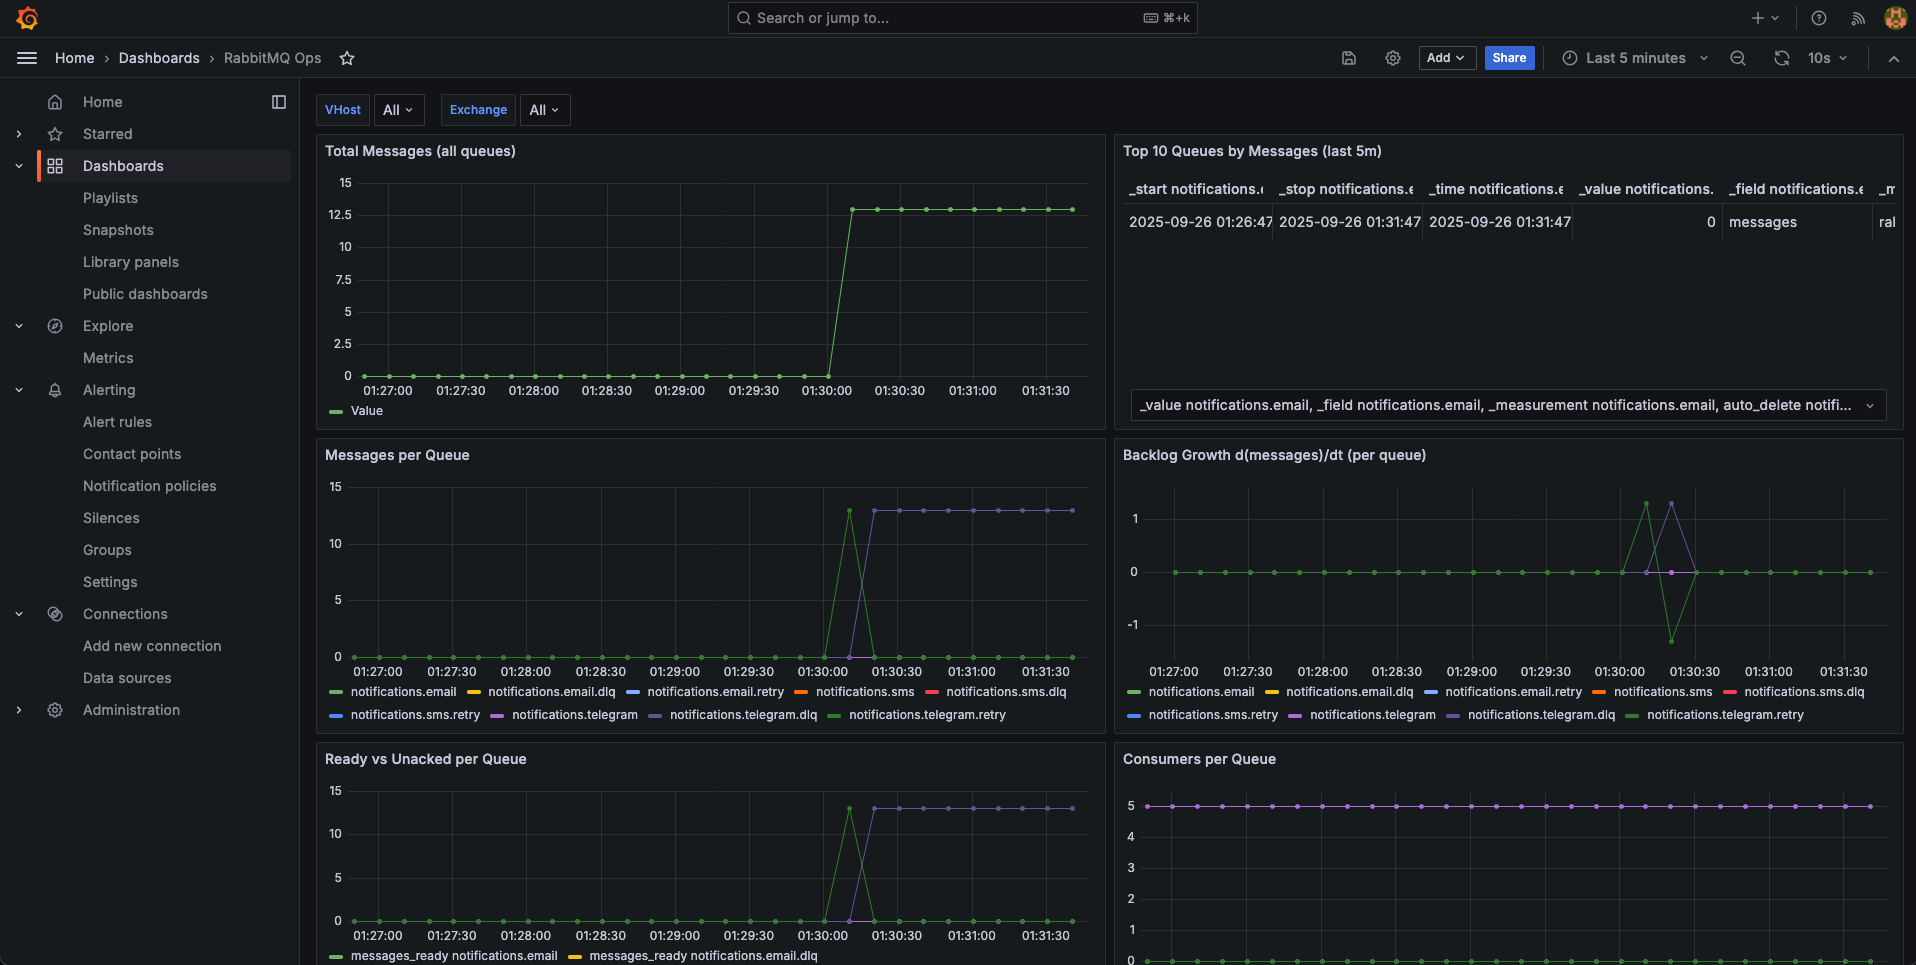 Search or jump to...
⌘+k
Home › Dashboards › RabbitMQ Ops
Add
Share
Last 5 minutes
10s
Home
Starred
Dashboards
Playlists
Snapshots
Library panels
Public dashboards
Explore
Metrics
Alerting
Alert rules
Contact points
Notification policies
Silences
Groups
Settings
Connections
Add new connection
Data sources
Administration
VHost All Exchange All
Total Messages (all queues)
15
12.5
10
7.5
5
2.5
0
01:27:00 01:27:30 01:28:00 01:28:30 01:29:00 01:29:30 01:30:00 01:30:30 01:31:00 01:31:30
Value
Top 10 Queues by Messages (last 5m)
_start notifications. _stop notifications.e _time notifications.e _value notifications. _field notifications.e _m
2025-09-26 01:26:47 2025-09-26 01:31:47 2025-09-26 01:31:47 0 messages ral
_value notifications.email, _field notifications.email, _measurement notifications.email, auto_delete notifi...
Messages per Queue
15
10
5
0
01:27:00 01:27:30 01:28:00 01:28:30 01:29:00 01:29:30 01:30:00 01:30:30 01:31:00 01:31:30
notifications.email notifications.email.dlq notifications.email.retry notifications.sms notifications.sms.dlq
notifications.sms.retry notifications.telegram notifications.telegram.dlq notifications.telegram.retry
Backlog Growth d(messages)/dt (per queue)
1
0
-1
01:27:00 01:27:30 01:28:00 01:28:30 01:29:00 01:29:30 01:30:00 01:30:30 01:31:00 01:31:30
notifications.email notifications.email.dlq notifications.email.retry notifications.sms notifications.sms.dlq
notifications.sms.retry notifications.telegram notifications.telegram.dlq notifications.telegram.retry
Ready vs Unacked per Queue
15
10
5
0
01:27:00 01:27:30 01:28:00 01:28:30 01:29:00 01:29:30 01:30:00 01:30:30 01:31:00 01:31:30
messages_ready notifications.email messages_ready notifications.email.dlq
Consumers per Queue
5
4
3
2
1
0